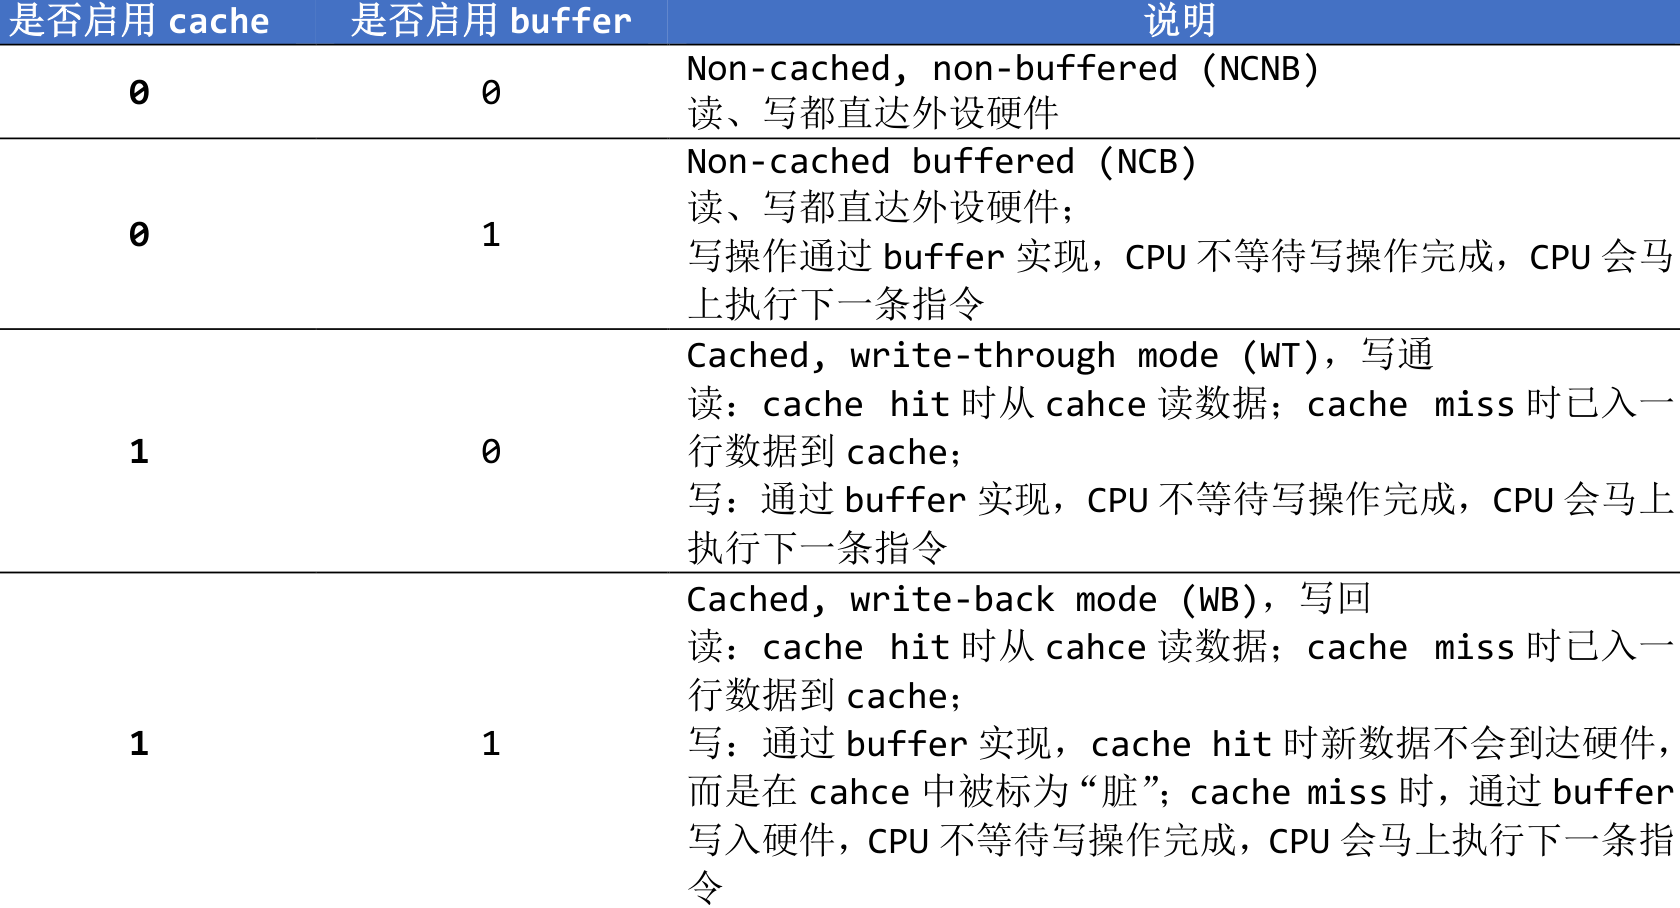 是否启用 cache 是否启用 buffer 说明
0 0 Non-cached, non-buffered (NCNB)
读、写都直达外设硬件
0 1 Non-cached buffered (NCB)
读、写都直达外设硬件；
写操作通过 buffer 实现，CPU 不等待写操作完成，CPU 会马
上执行下一条指令
1 0 Cached, write-through mode (WT)，写通
读：cache hit 时从 cahce 读数据；cache miss 时已入一
行数据到 cache；
写：通过 buffer 实现，CPU 不等待写操作完成，CPU 会马上
执行下一条指令
1 1 Cached, write-back mode (WB)，写回
读：cache hit 时从 cahce 读数据；cache miss 时已入一
行数据到 cache；
写：通过 buffer 实现，cache hit 时新数据不会到达硬件，
而是在 cahce 中被标为“脏”；cache miss 时，通过 buffer
写入硬件，CPU 不等待写操作完成，CPU 会马上执行下一条指
令